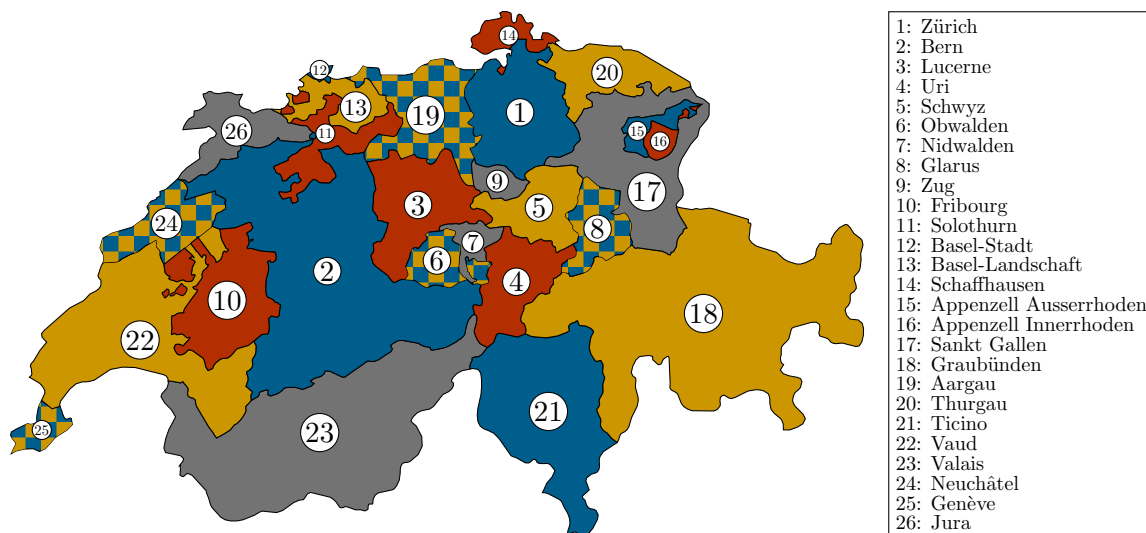 14
12
20
13
19
1
26
11
15
16
9
17
3
5
24
7
8
6
2
4
10
18
22
21
25
23
1: Zürich
2: Bern
3: Lucerne
4: Uri
5: Schwyz
6: Obwalden
7: Nidwalden
8: Glarus
9: Zug
10: Fribourg
11: Solothurn
12: Basel-Stadt
13: Basel-Landschaft
14: Schaffhausen
15: Appenzell Ausserrhoden
16: Appenzell Innerrhoden
17: Sankt Gallen
18: Graubünden
19: Aargau
20: Thurgau
21: Ticino
22: Vaud
23: Valais
24: Neuchâtel
25: Genève
26: Jura